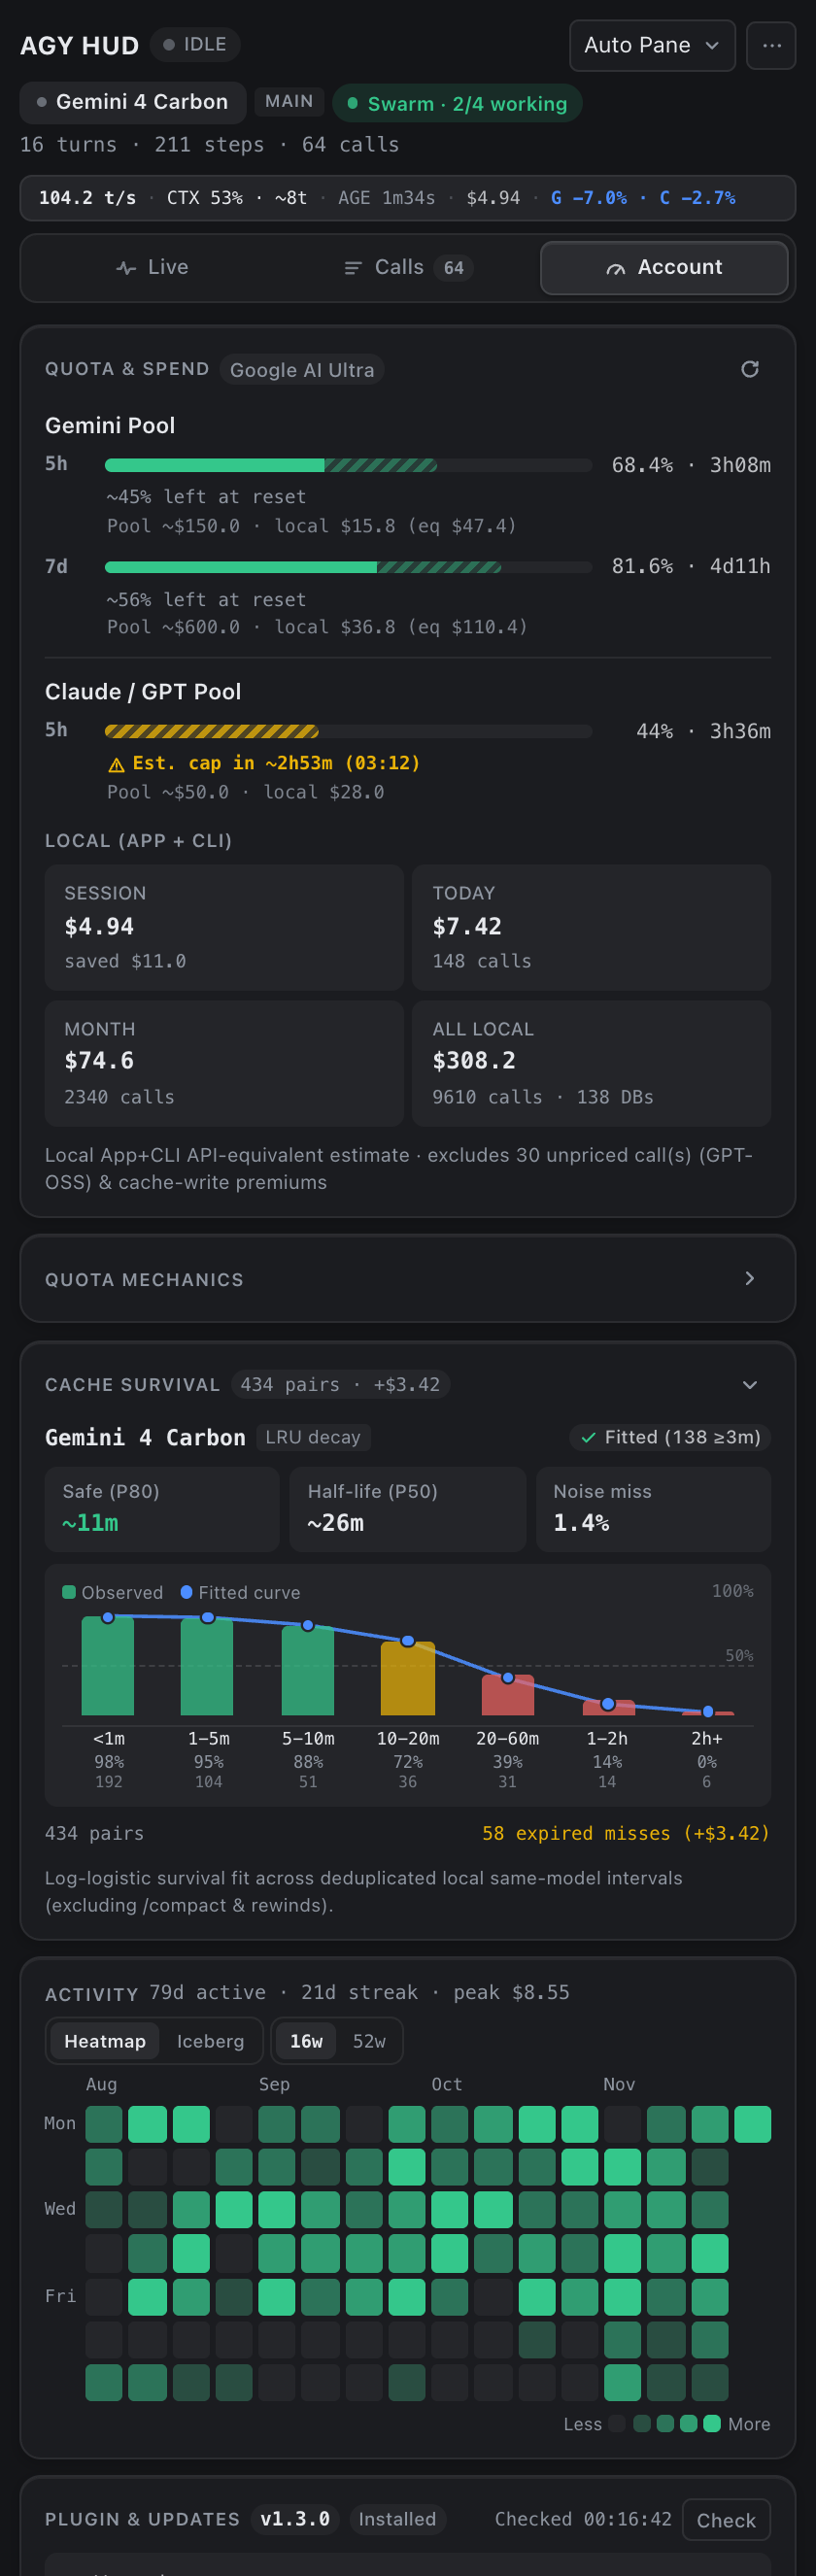 AGY HUD IDLE Auto Pane ···
Gemini 4 Carbon MAIN Swarm · 2/4 working
16 turns · 211 steps · 64 calls
104.2 t/s · CTX 53% · ~8t · AGE 1m34s · $4.94 · G −7.0% · C −2.7%
Live Calls 64 Account
QUOTA & SPEND Google AI Ultra
Gemini Pool
5h 68.4% · 3h08m
~45% left at reset
Pool ~$150.0 · local $15.8 (eq $47.4)
7d 81.6% · 4d11h
~56% left at reset
Pool ~$600.0 · local $36.8 (eq $110.4)
Claude / GPT Pool
5h 44% · 3h36m
Est. cap in ~2h53m (03:12)
Pool ~$50.0 · local $28.0
LOCAL (APP + CLI)
SESSION TODAY
$4.94 $7.42
saved $11.0 148 calls
MONTH ALL LOCAL
$74.6 $308.2
2340 calls 9610 calls · 138 DBs
Local App+CLI API-equivalent estimate · excludes 30 unpriced call(s) (GPT-
OSS) & cache-write premiums
QUOTA MECHANICS
CACHE SURVIVAL 434 pairs · +$3.42
Gemini 4 Carbon LRU decay Fitted (138 ≥3m)
Safe (P80) Half-life (P50) Noise miss
~11m ~26m 1.4%
Observed Fitted curve 100%
50%
<1m 1–5m 5–10m 10–20m 20–60m 1–2h 2h+
98% 95% 88% 72% 39% 14% 0%
192 104 51 36 31 14 6
434 pairs 58 expired misses (+$3.42)
Log-logistic survival fit across deduplicated local same-model intervals
(excluding /compact & rewinds).
ACTIVITY 79d active · 21d streak · peak $8.55
Heatmap Iceberg 16w 52w
Aug Sep Oct Nov
Mon
Wed
Fri
Less More
PLUGIN & UPDATES v1.3.0 Installed Checked 00:16:42 Check